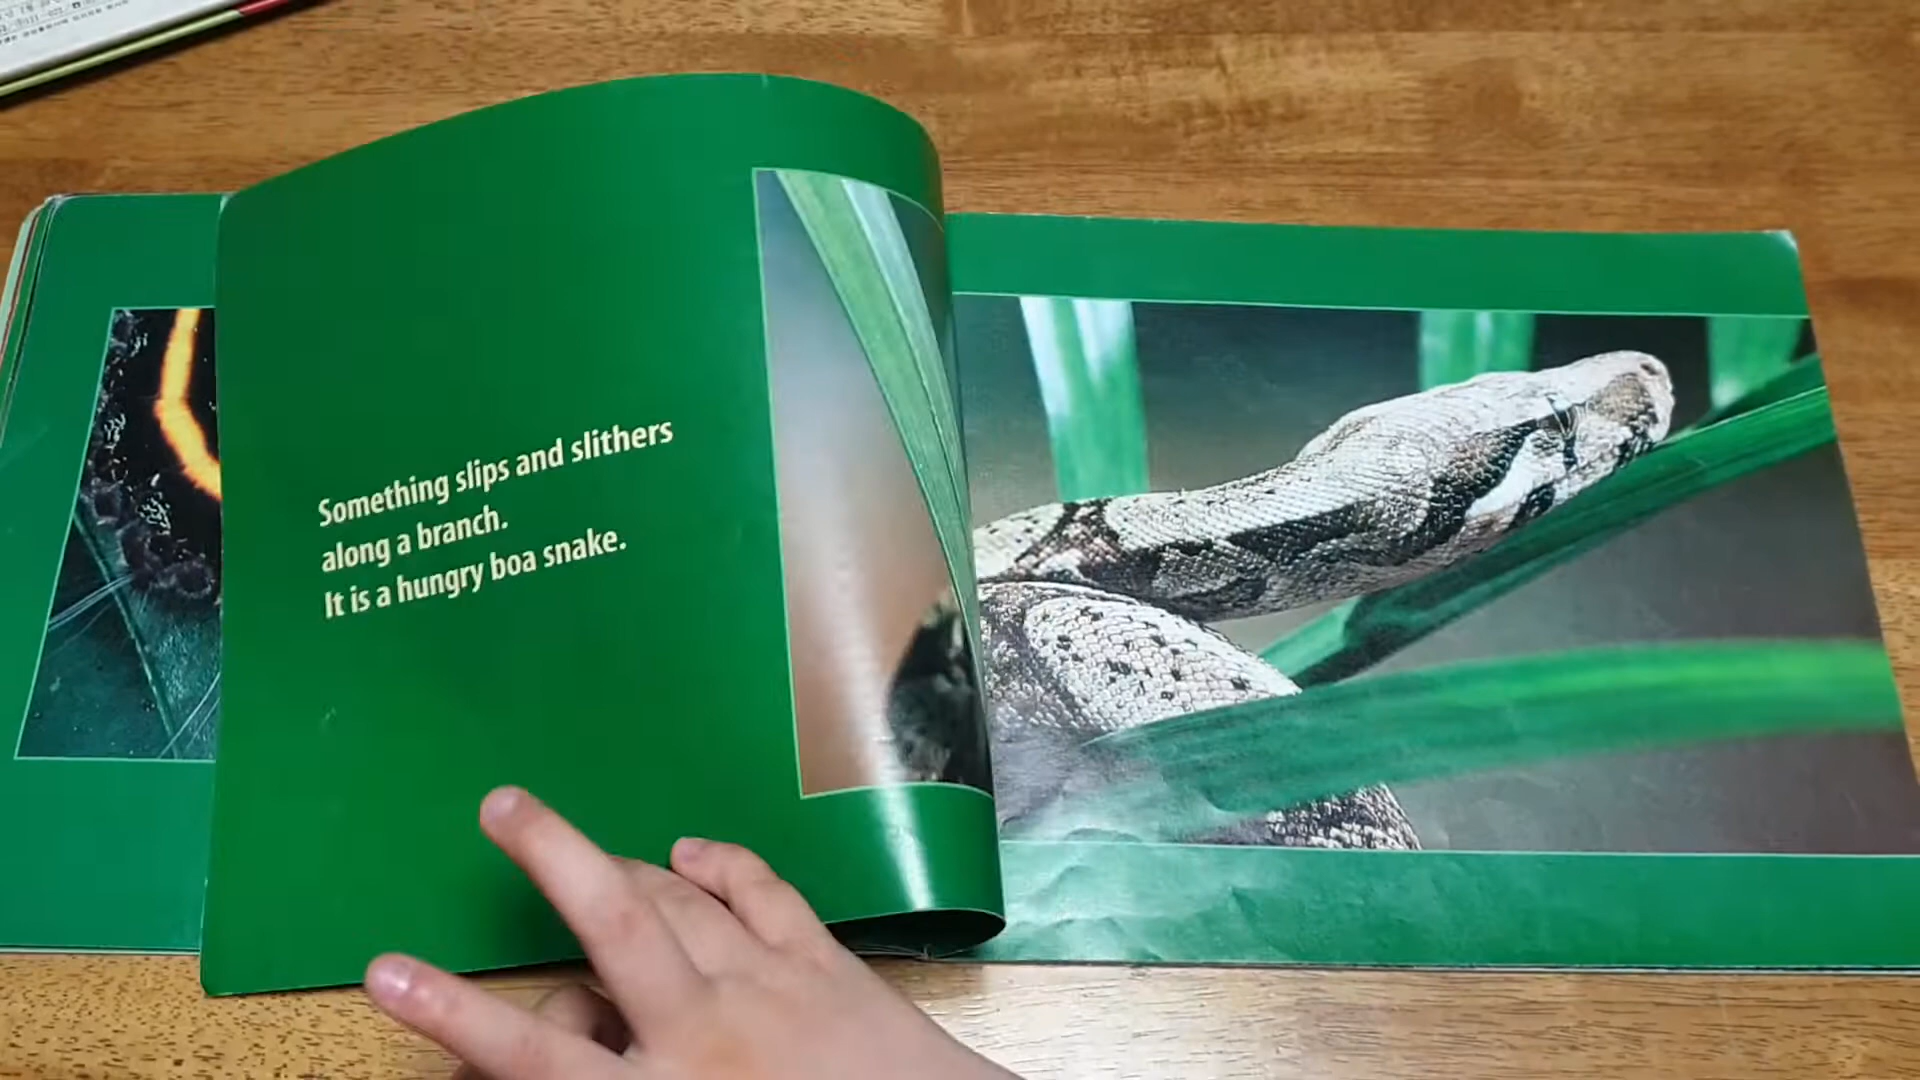 Something slips and slithers
along a branch.
It is a hungry boa snake.